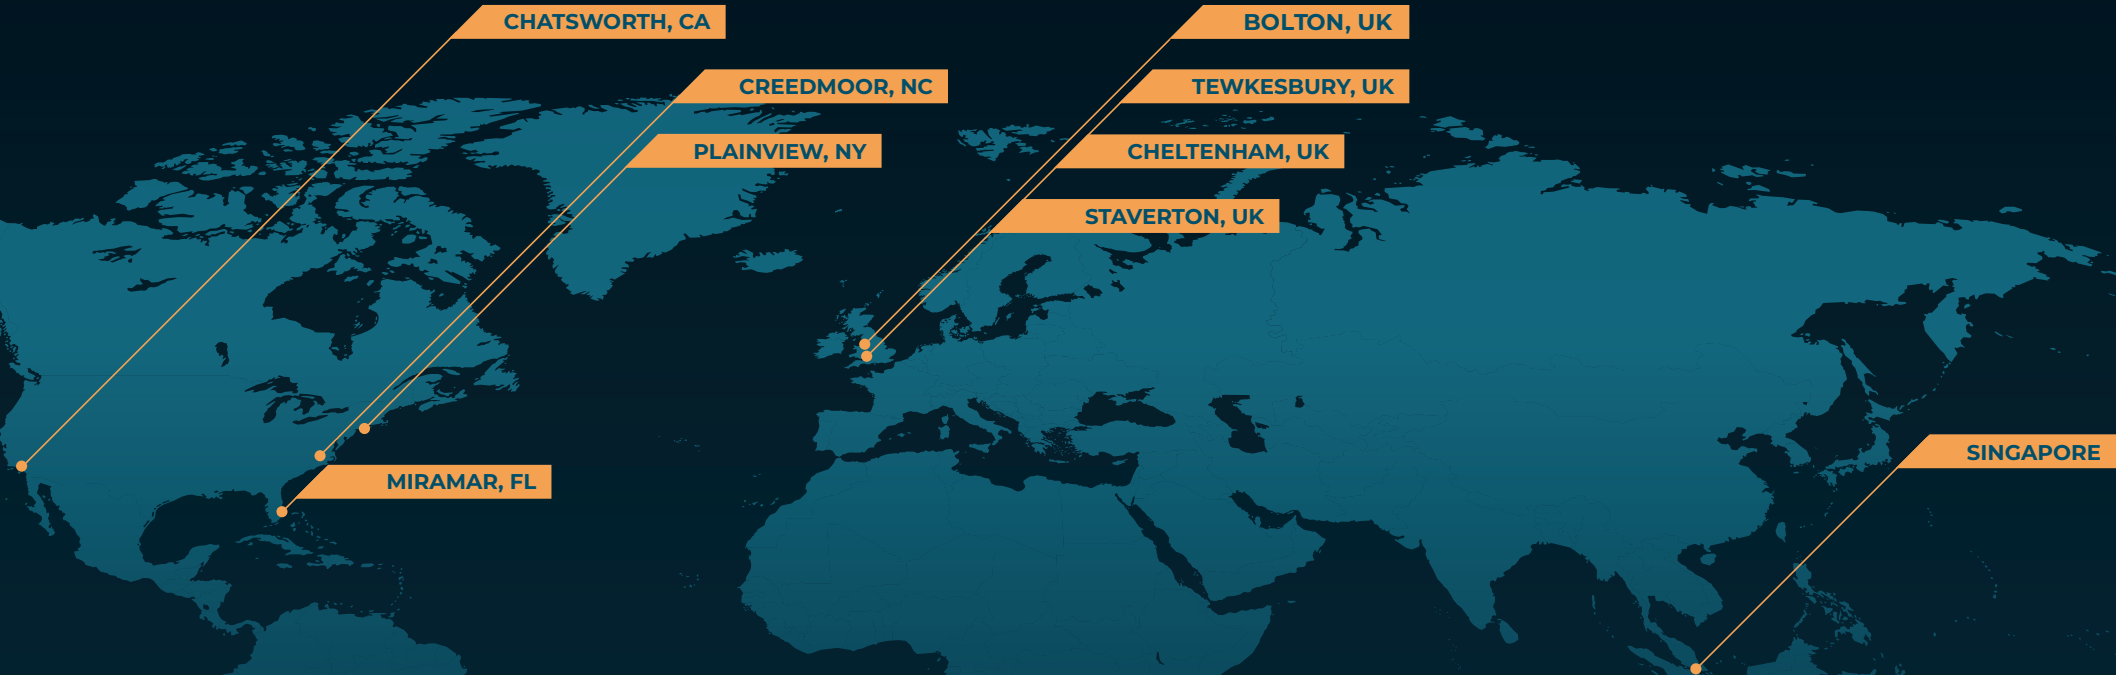 CHATSWORTH, CA
BOLTON, UK
CREEDMOOR, NC
TEWKESBURY, UK
PLAINVIEW, NY
CHELTENHAM, UK
STAVERTON, UK
SINGAPORE
MIRAMAR, FL